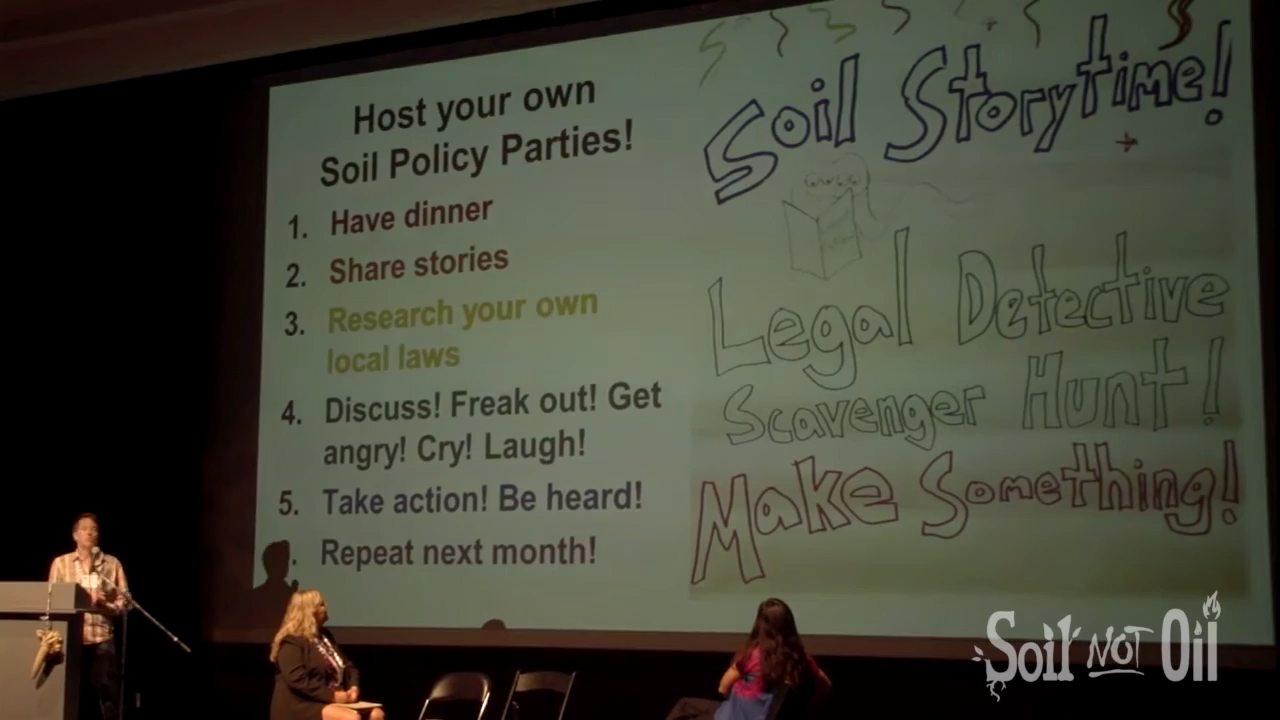 Host your own
Soil Policy Parties!
1. Have dinner
2. Share stories
3. Research your own
local laws
4. Discuss! Freak out! Get
angry! Cry! Laugh!
5. Take action! Be heard!
. Repeat next month!
Soil Storytime!
Legal Detective
Scavenger Hunt!
Make Something!
Soil NOT Oil